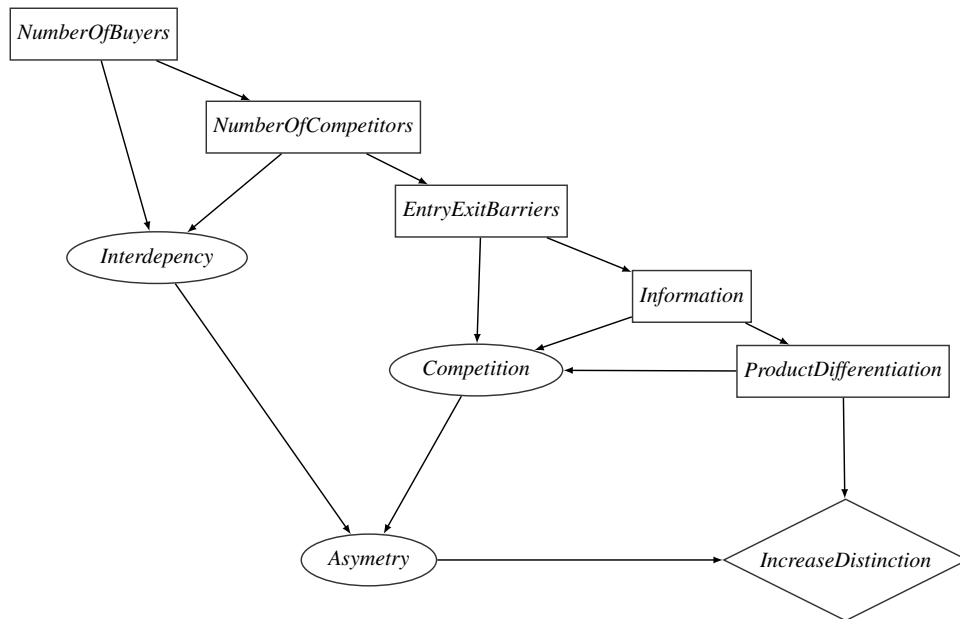 NumberOfBuyers
NumberOfCompetitors
EntryExitBarriers
Interdepency
Information
Competition
ProductDifferentiation
Asymetry
IncreaseDistinction